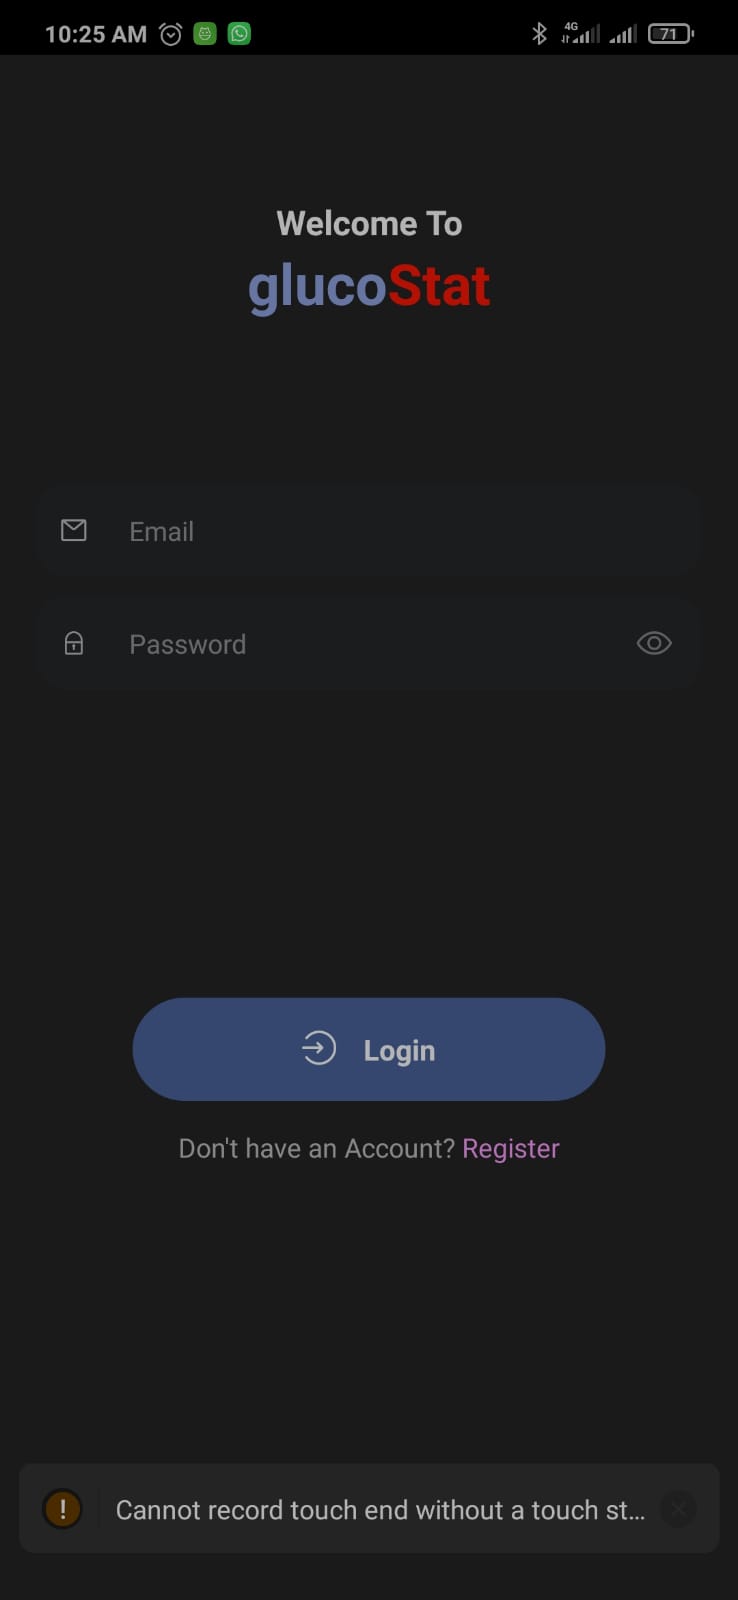 10:25 AM
4G
71
Welcome To
glucoStat
Email
Password
Login
Don't have an Account? Register
! Cannot record touch end without a touch st...